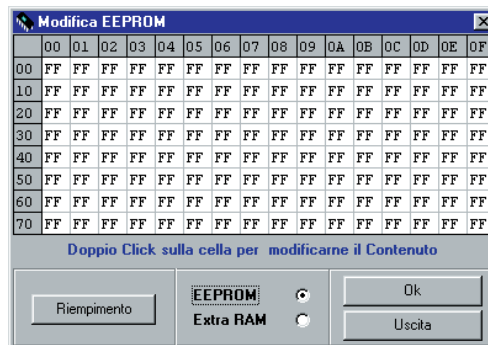 Modifica EEPROM
00 01 02 03 04 05 06 07 08 09 0A 0B 0C 0D 0E 0F
00 FF FF FF FF FF FF FF FF FF FF FF FF FF FF FF FF
10 FF FF FF FF FF FF FF FF FF FF FF FF FF FF FF FF
20 FF FF FF FF FF FF FF FF FF FF FF FF FF FF FF FF
30 FF FF FF FF FF FF FF FF FF FF FF FF FF FF FF FF
40 FF FF FF FF FF FF FF FF FF FF FF FF FF FF FF FF
50 FF FF FF FF FF FF FF FF FF FF FF FF FF FF FF FF
60 FF FF FF FF FF FF FF FF FF FF FF FF FF FF FF FF
70 FF FF FF FF FF FF FF FF FF FF FF FF FF FF FF FF
Doppio Click sulla cella per modificarne il Contenuto
Riempimento
EEPROM
Extra RAM
Ok
Uscita